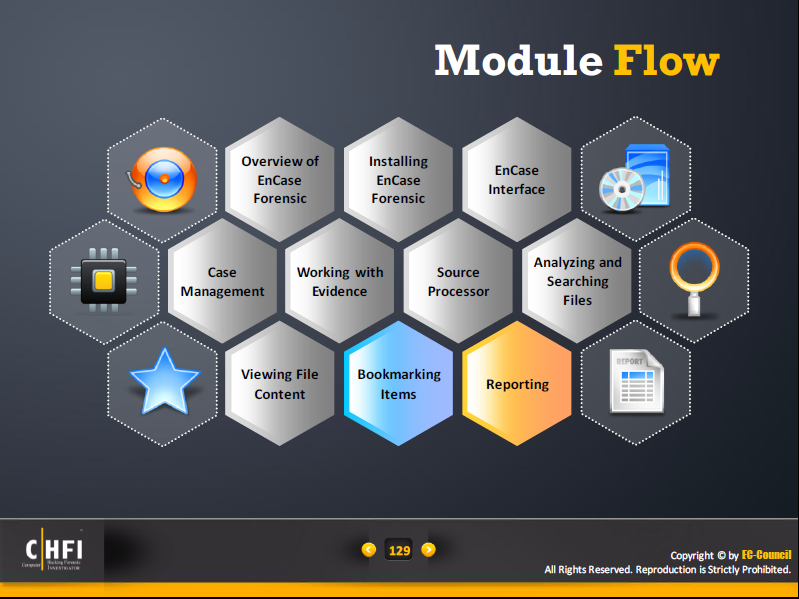 Module Flow
Overview of
EnCase
Forensic
Installing
EnCase
Forensic
EnCase
Interface
Case
Management
Working with
Evidence
Source
Processor
Analyzing and
Searching
Files
Viewing File
Content
Bookmarking
Items
Reporting
REPORT
CHFI
Computer Hacking Forensic
INVESTIGATOR
129
Copyright © by EC-Council
All Rights Reserved. Reproduction is Strictly Prohibited.